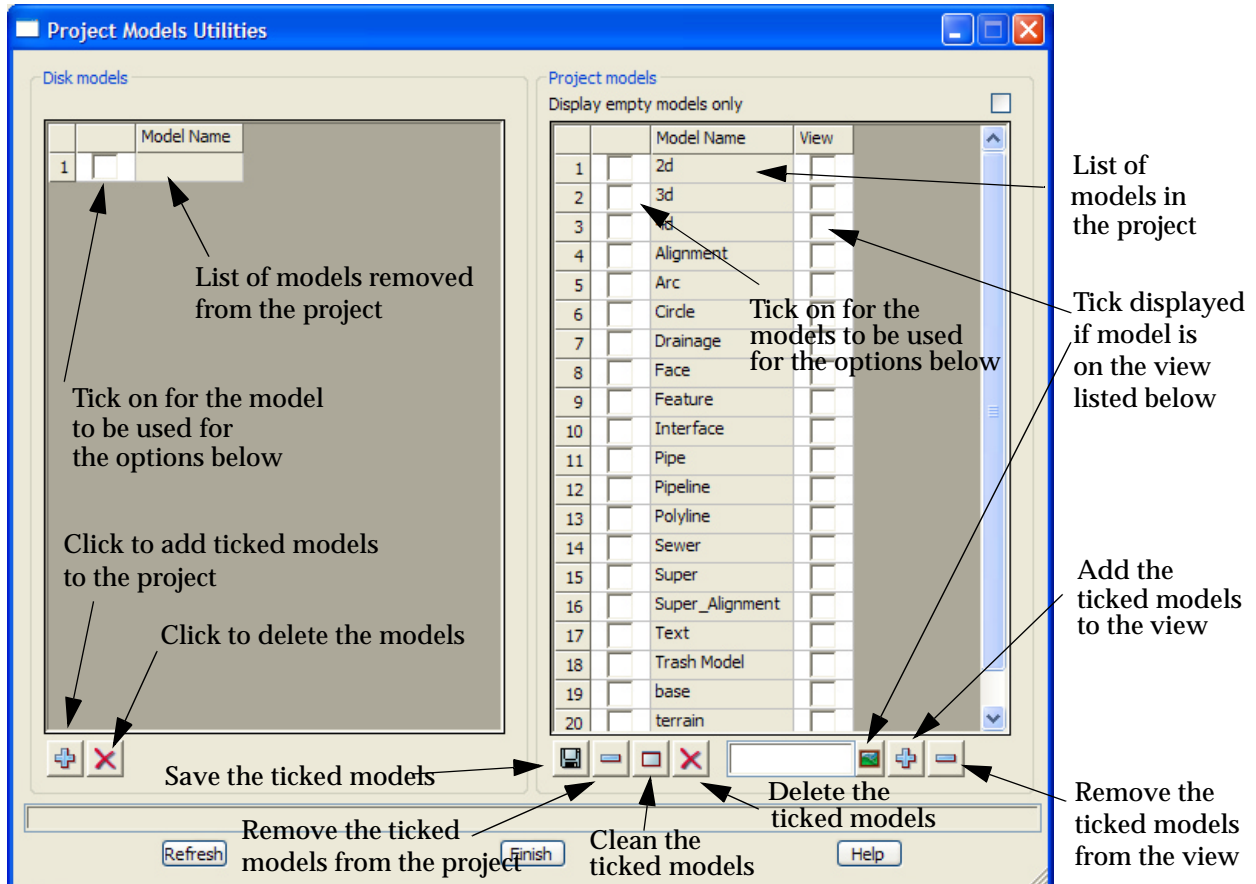 Project Models Utilities
Disk models
Model Name
1
List of models removed
from the project
Tick on for the model
to be used for
the options below
Click to add ticked models
to the project
Click to delete the models
Project models
Display empty models only
Model Name View
1 2d
2 3d
3 4d
4 Alignment
5 Arc
6 Circle
7 Drainage
8 Face
9 Feature
10 Interface
11 Pipe
12 Pipeline
13 Polyline
14 Sewer
15 Super
16 Super_Alignment
17 Text
18 Trash Model
19 base
20 terrain
Tick on for the
models to be used
for the options below
List of
models in
the project
Tick displayed
if model is
on the view
listed below
Add the
ticked models
to the view
Save the ticked models
Remove the ticked
models from the project
Clean the
ticked models
Delete the
ticked models
Remove the
ticked models
from the view
Refresh
Finish
Help